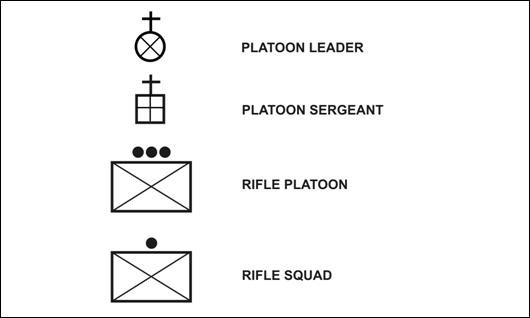 PLATOON LEADER
PLATOON SERGEANT
RIFLE PLATOON
RIFLE SQUAD